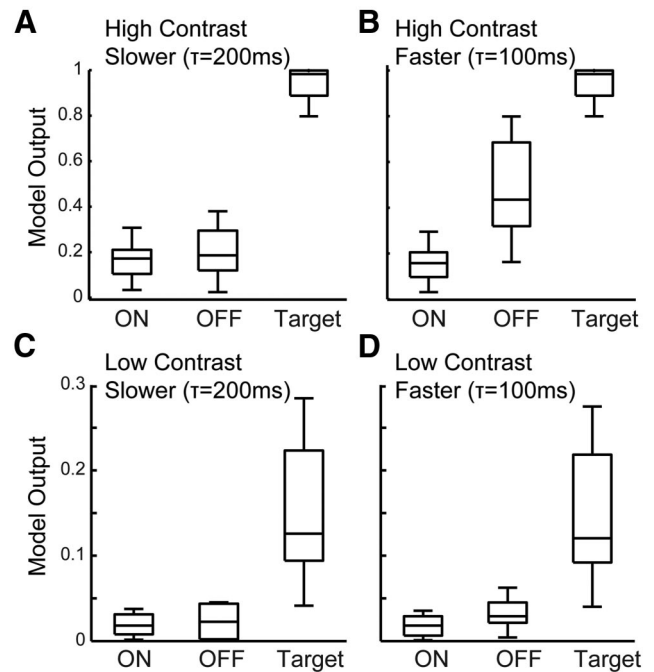 A
High Contrast
Slower (τ=200ms)
B
High Contrast
Faster (τ=100ms)
Model Output
1
0.8
0.6
0.4
0.2
0
ON OFF Target
ON OFF Target
C
Low Contrast
Slower (τ=200ms)
D
Low Contrast
Faster (τ=100ms)
Model Output
0.3
0.2
0.1
0
ON OFF Target
ON OFF Target